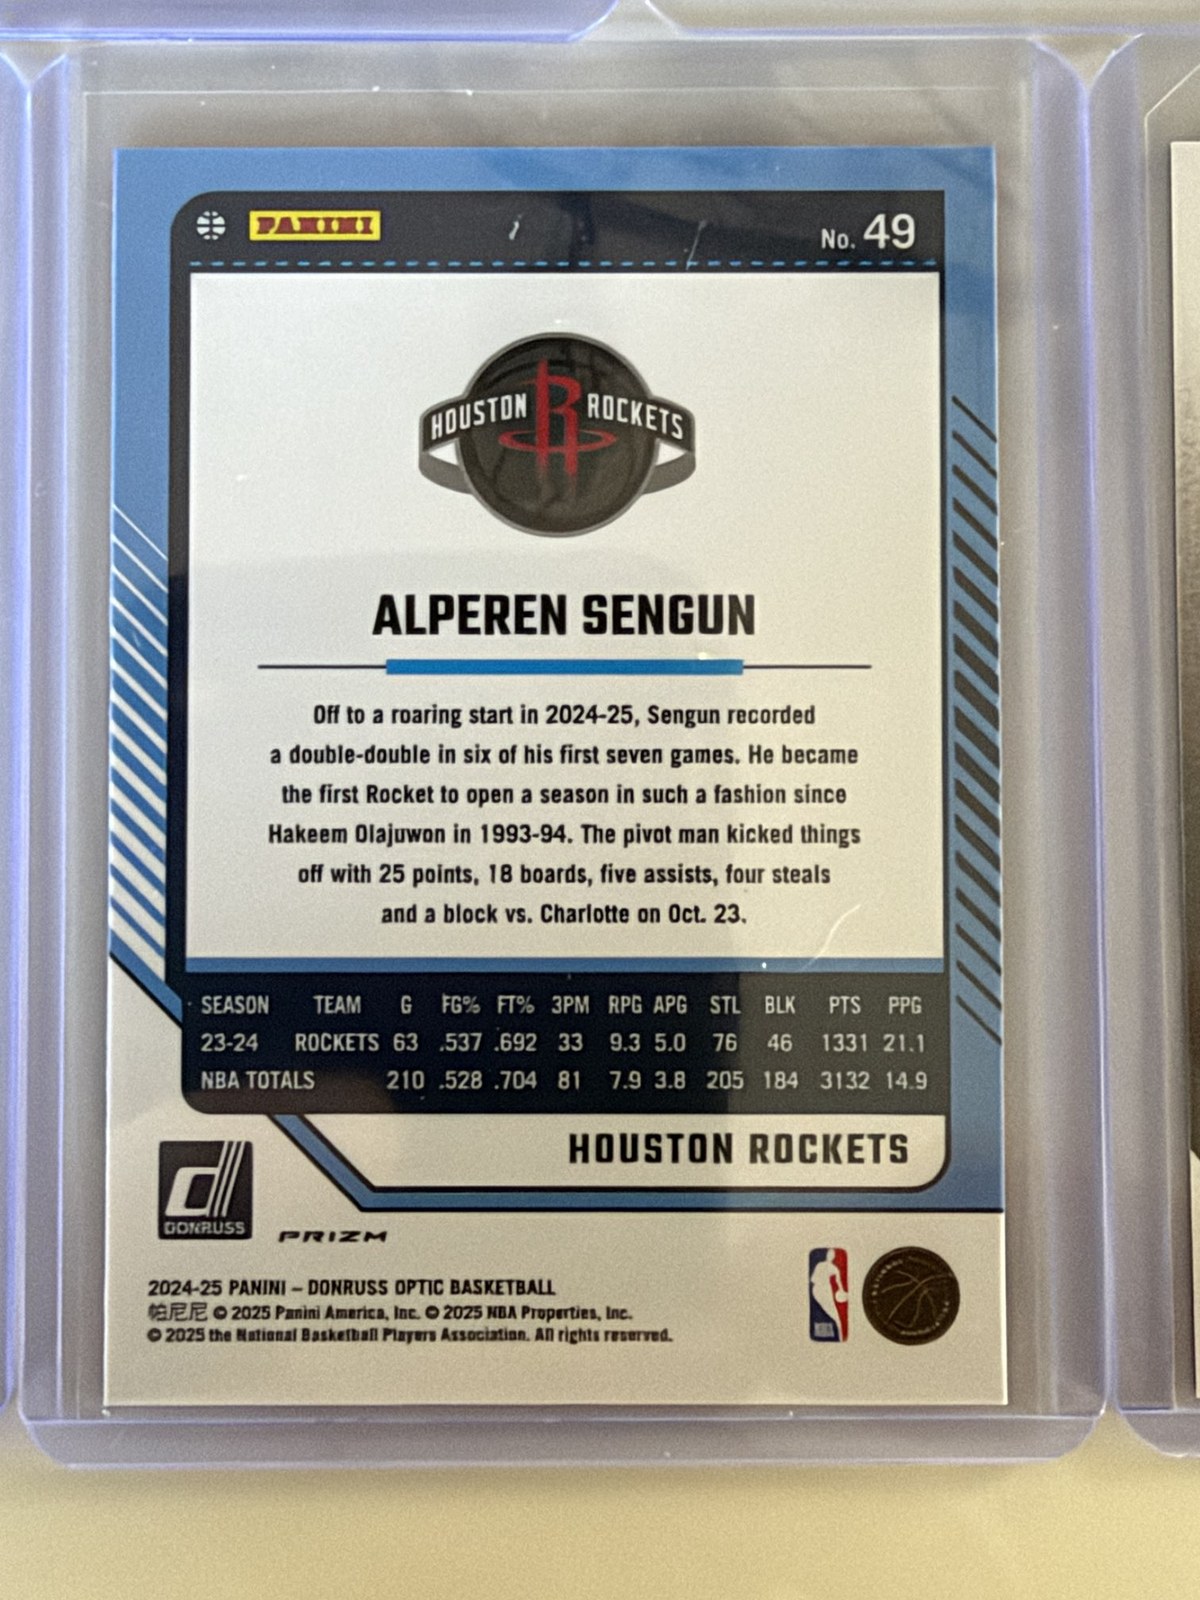 PANINI
No. 49
HOUSTON ROCKETS
ALPEREN SENGUN
Off to a roaring start in 2024-25, Sengun recorded
a double-double in six of his first seven games. He became
the first Rocket to open a season in such a fashion since
Hakeem Olajuwon in 1993-94. The pivot man kicked things
off with 25 points, 18 boards, five assists, four steals
and a block vs. Charlotte on Oct. 23.
SEASON TEAM G FG% FT% 3PM RPG APG STL BLK PTS PPG
23-24 ROCKETS 63 .537 .692 33 9.3 5.0 76 46 1331 21.1
NBA TOTALS 210 .528 .704 81 7.9 3.8 205 184 3132 14.9
HOUSTON ROCKETS
d
DONRUSS
PRIZM
2024-25 PANINI – DONRUSS OPTIC BASKETBALL
帕尼尼 © 2025 Panini America, Inc. © 2025 NBA Properties, Inc.
© 2025 the National Basketball Players Association. All rights reserved.
NBA